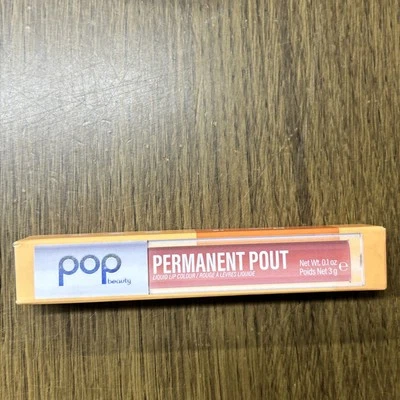 pop
beauty
PERMANENT POUT
LIQUID LIP COLOUR / ROUGE À LÈVRES LIQUIDE
Net Wt. 0.1 oz
Poids Net 3 g ℮